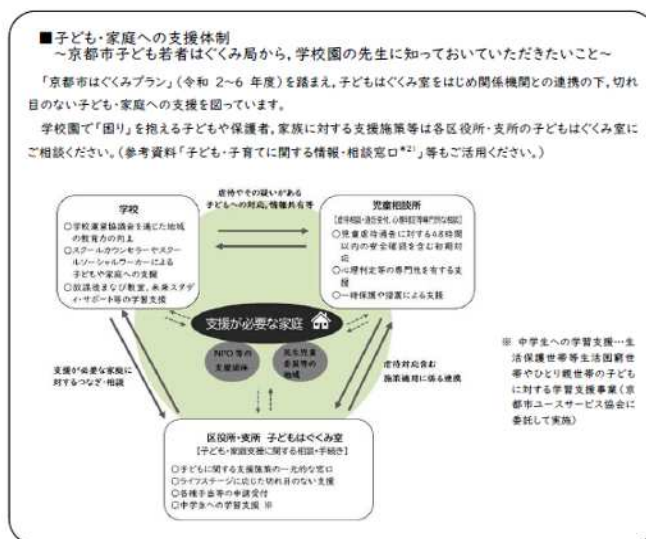 ■子ども・家庭への支援体制
～京都市子ども若者はぐくみ局から，学校園の先生に知っておいていただきたいこと～
「京都市はぐくみプラン」（令和 2~6 年度）を踏まえ，子どもはぐくみ室をはじめ関係機関との連携の下，切れ
目のない子ども・家庭への支援を図っています。
学校園で「困り」を抱える子どもや保護者，家族に対する支援施策等は各区役所・支所の子どもはぐくみ室に
ご相談ください。（参考資料「子ども・子育てに関する情報・相談窓口※2」等もご活用ください。）
虐待やその疑いがある
子どもへの対応，情報共有等
学校
○学校運営協議会を通じた地域
の教育力の向上
○スクールカウンセラーやスクー
ルソーシャルワーカーによる
子どもや家庭への支援
○放課後まなび教室，未来スタデ
ィ・サポート等の学習支援
児童相談所
○児童虐待通告に対する48時間
以内の安全確認を含む初期対
応
○心理判定等の専門性を有する支
援
○一時保護や措置による支援
支援が必要な家庭
NPO等の
支援団体
民生児童
委員等の
地域
支援が必要な家庭に
対するつなぎ・相談
虐待対応含む
施策適用に係る連携
※ 中学生への学習支援…生
活保護世帯等生活困窮世
帯やひとり親世帯の子ども
に対する学習支援事業（京
都市ユースサービス協会に
委託して実施）
区役所・支所 子どもはぐくみ室
【子ども・家庭支援に関する相談・手続き】
○子どもに関する支援施策の一元的な窓口
○ライフステージに応じた切れ目のない支援
○各種手当等の申請受付
○中学生への学習支援 ※